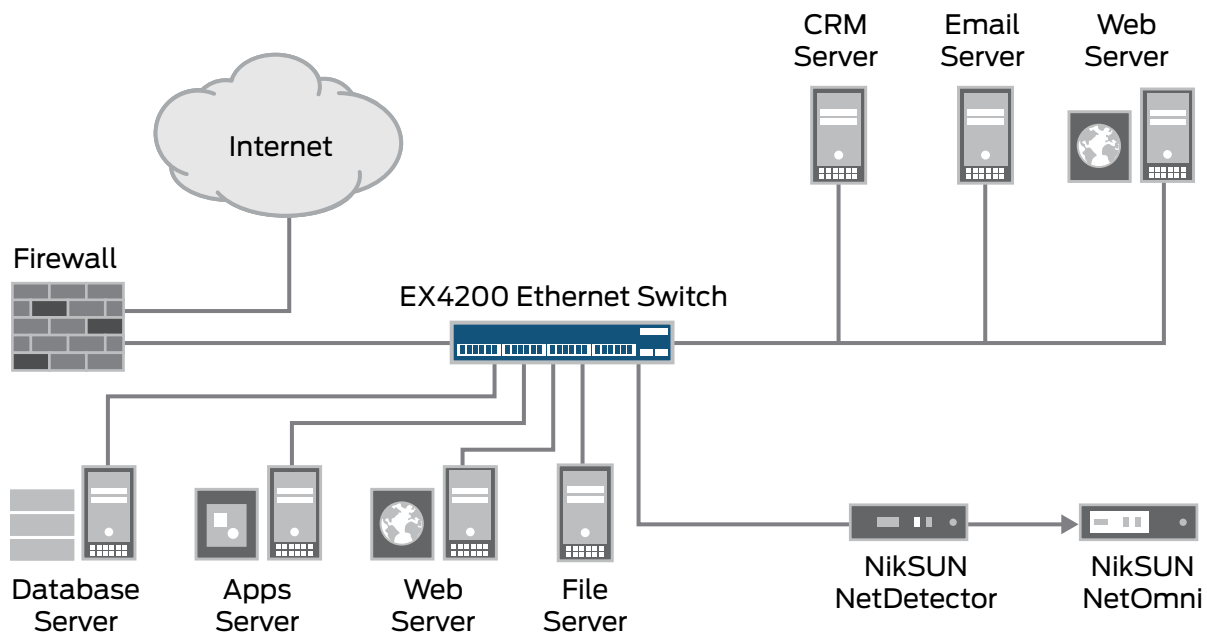 CRM
Server
Email
Server
Web
Server
Internet
Firewall
EX4200 Ethernet Switch
Database
Server
Apps
Server
Web
Server
File
Server
NikSUN
NetDetector
NikSUN
NetOmni